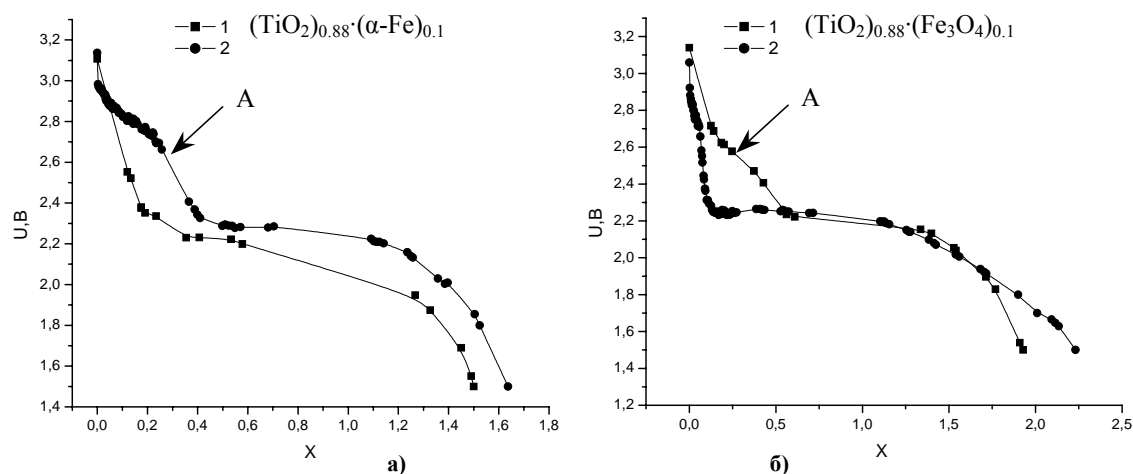 (TiO2)0.88·(α-Fe)0.1
1
2
A
3,2
3,0
2,8
2,6
2,4
2,2
2,0
1,8
1,6
1,4
U,B
0,0 0,2 0,4 0,6 0,8 1,0 1,2 1,4 1,6 1,8
X
а)
(TiO2)0.88·(Fe3O4)0.1
1
2
A
3,2
3,0
2,8
2,6
2,4
2,2
2,0
1,8
1,6
1,4
1,2
U,B
0,0 0,5 1,0 1,5 2,0 2,5
X
б)